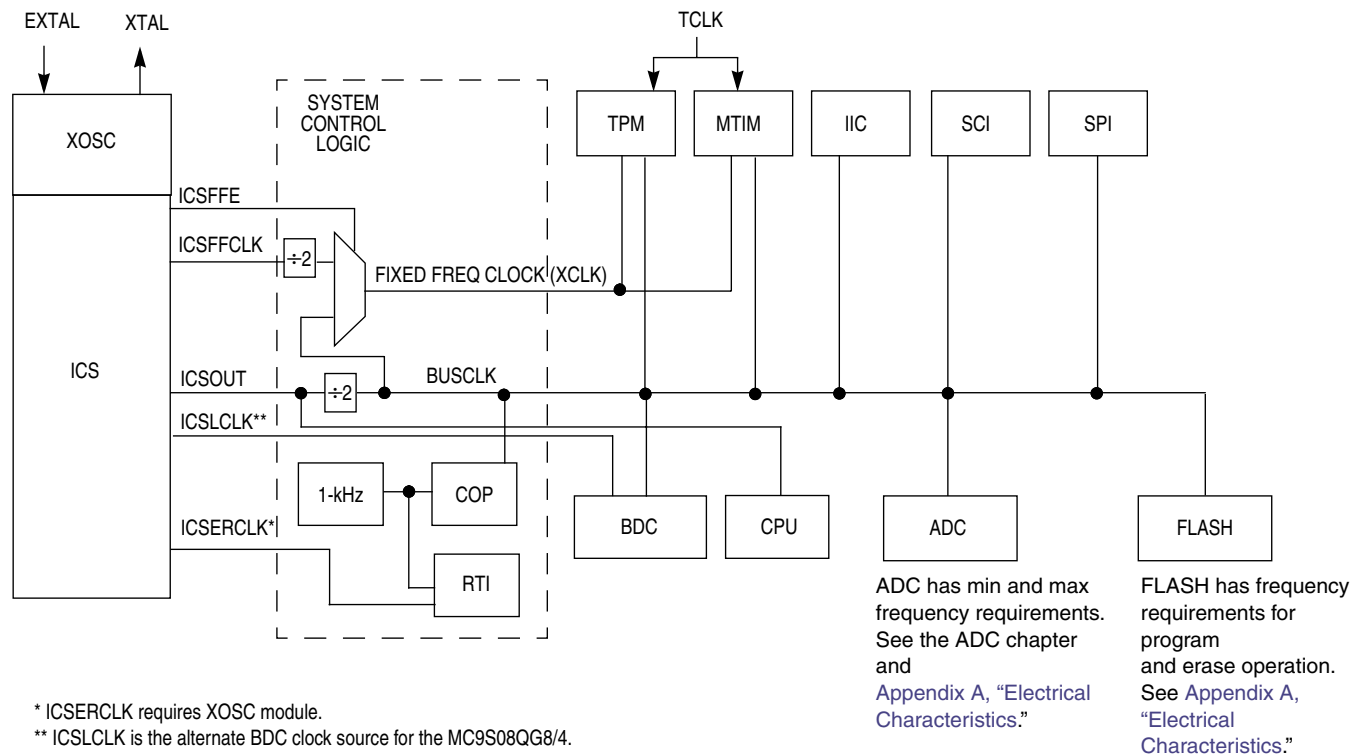 EXTAL
XTAL
TCLK
XOSC
SYSTEM
CONTROL
LOGIC
TPM
MTIM
IIC
SCI
SPI
ICSFFE
ICSFFCLK
÷2
FIXED FREQ CLOCK (XCLK)
ICS
ICSOUT
÷2
BUSCLK
ICSLCLK**
1-kHz
COP
ICSERCLK*
RTI
BDC
CPU
ADC
FLASH
ADC has min and max
frequency requirements.
See the ADC chapter
and
Appendix A, “Electrical
Characteristics.”
FLASH has frequency
requirements for
program
and erase operation.
See Appendix A,
“Electrical
Characteristics.”
* ICSERCLK requires XOSC module.
** ICSLCLK is the alternate BDC clock source for the MC9S08QG8/4.